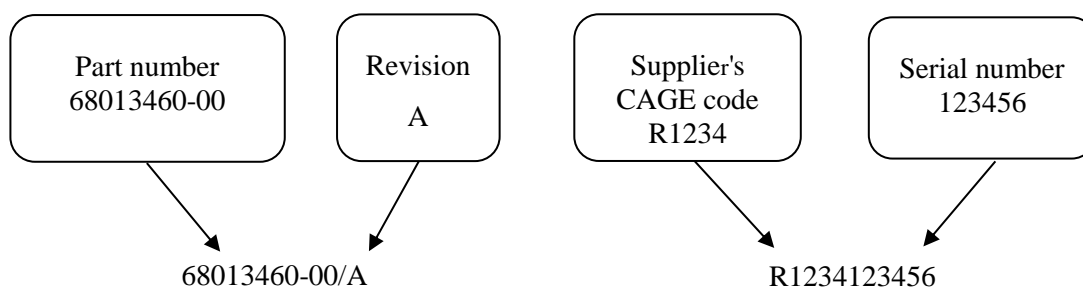 Part number
68013460-00
Revision
A
Supplier's
CAGE code
R1234
Serial number
123456
68013460-00/A
R1234123456